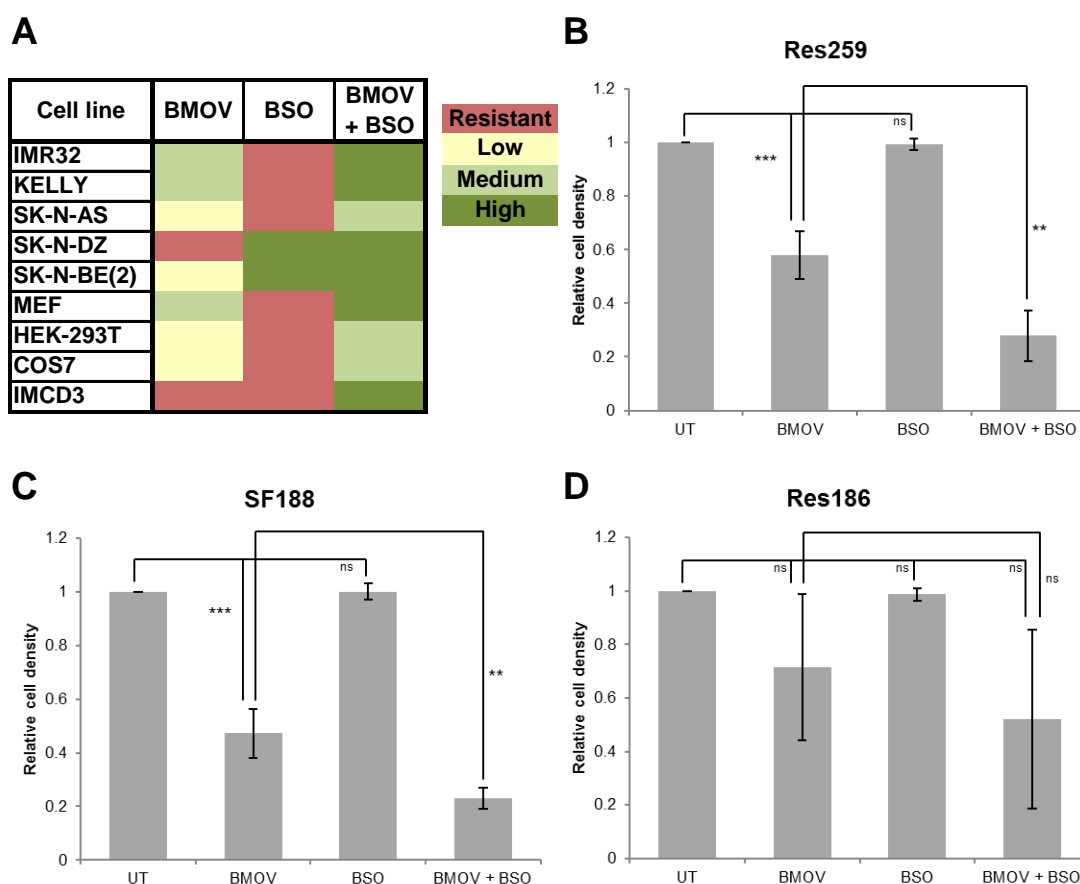 A
Cell line BMOV BSO BMOV + BSO
IMR32
KELLY
SK-N-AS
SK-N-DZ
SK-N-BE(2)
MEF
HEK-293T
COS7
IMCD3
Resistant
Low
Medium
High
B
Res259
Relative cell density
1.2
1
0.8
0.6
0.4
0.2
0
***
ns
**
UT BMOV BSO BMOV + BSO
C
SF188
Relative cell density
1.2
1
0.8
0.6
0.4
0.2
0
***
ns
**
UT BMOV BSO BMOV + BSO
D
Res186
Relative cell density
1.2
1
0.8
0.6
0.4
0.2
0
ns
ns
ns
ns
UT BMOV BSO BMOV + BSO